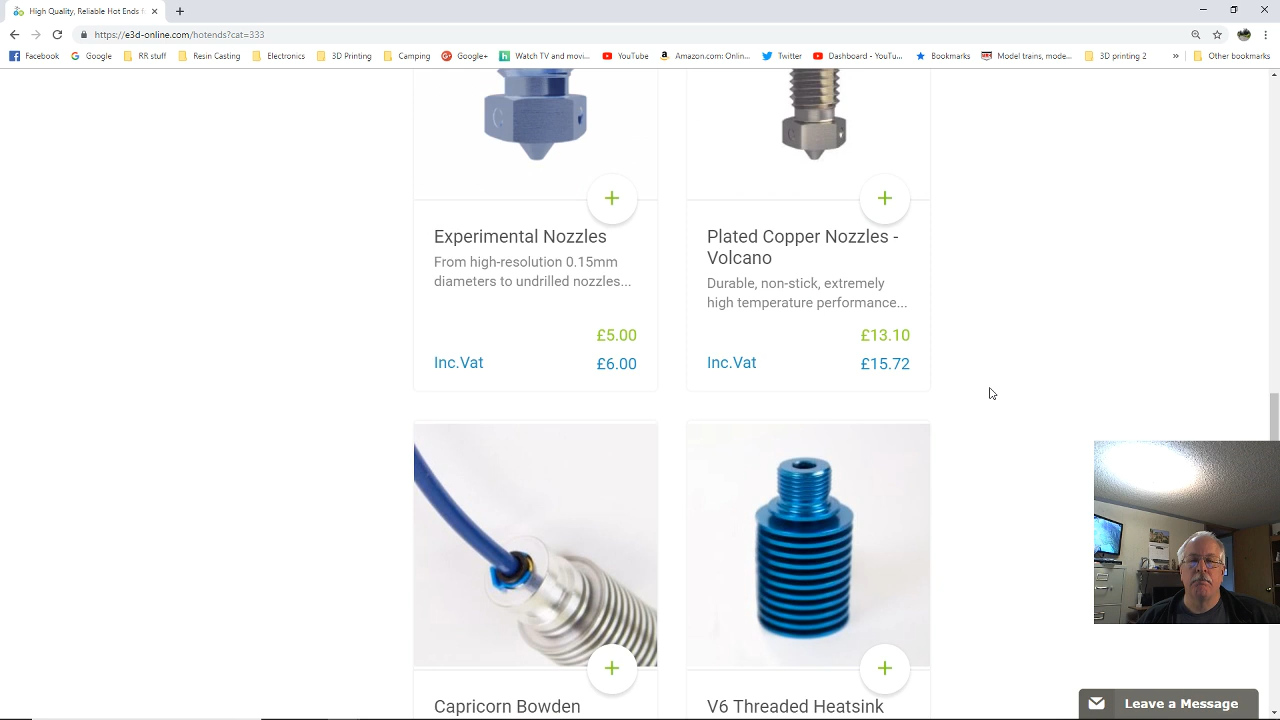 High Quality, Reliable Hot Ends f
https://e3d-online.com/hotends?cat=333
Facebook
Google
RR stuff
Resin Casting
Electronics
3D Printing
Camping
Google+
Watch TV and movi...
YouTube
Amazon.com: Onlin...
Twitter
Dashboard - YouTu...
Bookmarks
Model trains, mode...
3D printing 2
»
Other bookmarks
Experimental Nozzles
From high-resolution 0.15mm
diameters to undrilled nozzles...
£5.00
Inc.Vat £6.00
Plated Copper Nozzles -
Volcano
Durable, non-stick, extremely
high temperature performance...
£13.10
Inc.Vat £15.72
Capricorn Bowden
V6 Threaded Heatsink
Leave a Message